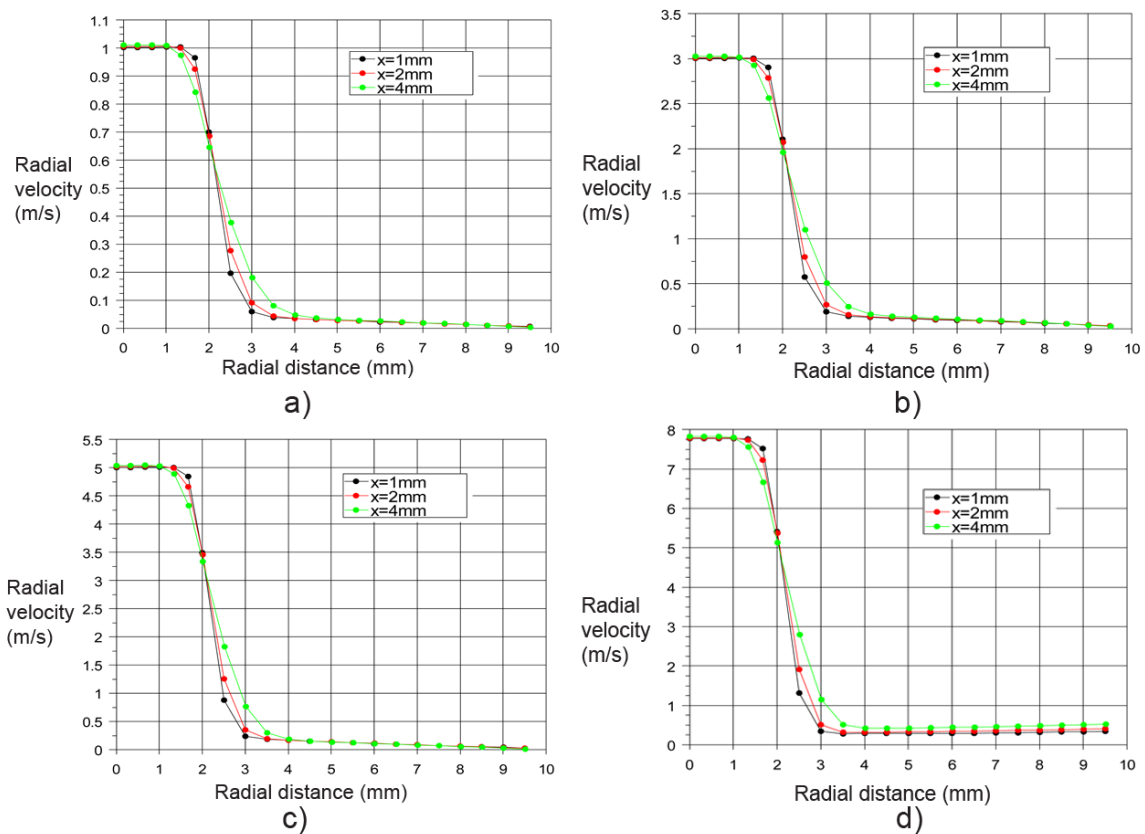 1.1
1
0.9
0.8
0.7
0.6
0.5
0.4
0.3
0.2
0.1
0
Radial
velocity
(m/s)
x=1mm
x=2mm
x=4mm
0 1 2 3 4 5 6 7 8 9 10
Radial distance (mm)
a)
3.5
3
2.5
2
1.5
1
0.5
0
Radial
velocity
(m/s)
x=1mm
x=2mm
x=4mm
0 1 2 3 4 5 6 7 8 9 10
Radial distance (mm)
b)
5.5
5
4.5
4
3.5
3
2.5
2
1.5
1
0.5
0
Radial
velocity
(m/s)
x=1mm
x=2mm
x=4mm
0 1 2 3 4 5 6 7 8 9 10
Radial distance (mm)
c)
8
7
6
5
4
3
2
1
0
Radial
velocity
(m/s)
x=1mm
x=2mm
x=4mm
0 1 2 3 4 5 6 7 8 9 10
Radial distance (mm)
d)